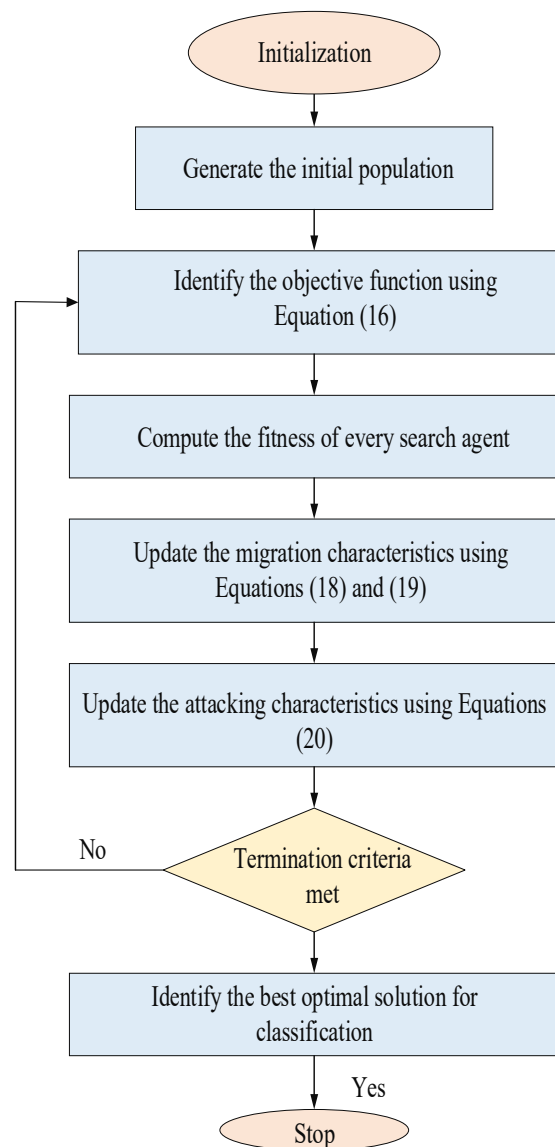 Initialization
Generate the initial population
Identify the objective function using
Equation (16)
Compute the fitness of every search agent
Update the migration characteristics using
Equations (18) and (19)
Update the attacking characteristics using Equations
(20)
No
Termination criteria
met
Identify the best optimal solution for
classification
Yes
Stop